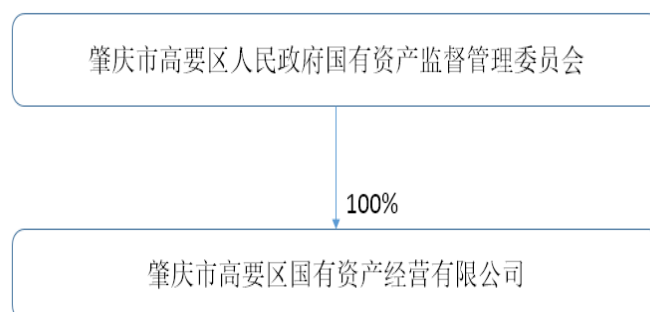 肇庆市高要区人民政府国有资产监督管理委员会
100%
肇庆市高要区国有资产经营有限公司